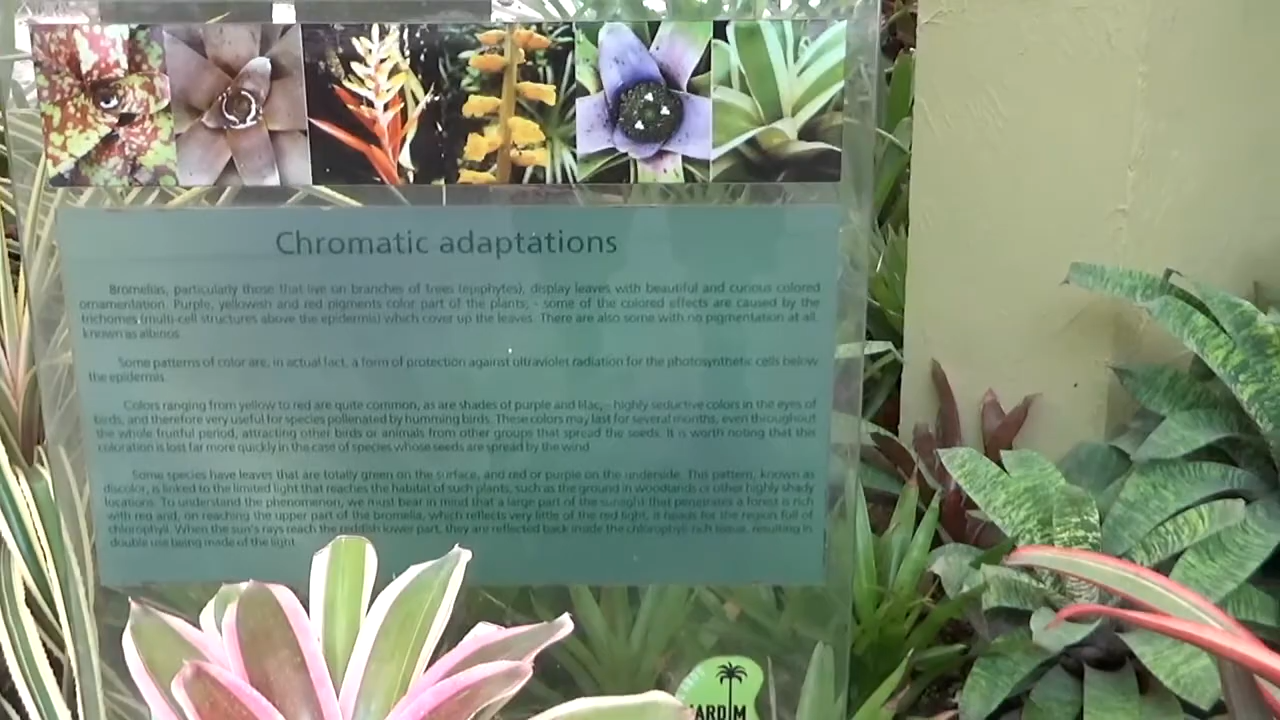 Chromatic adaptations
Bromelias, particularly those that live on branches of trees (epiphytes), display leaves with beautiful and curious colored
ornamentation. Purple, yellowish and red pigments color part of the plants; - some of the colored effects are caused by the
trichomes (multi-cell structures above the epidermis) which cover up the leaves. There are also some with no pigmentation at all,
known as albinos.
Some patterns of color are, in actual fact, a form of protection against ultraviolet radiation for the photosynthetic cells below
the epidermis.
Colors ranging from yellow to red are quite common, as are shades of purple and lilac, - highly seductive colors in the eyes of
birds, and therefore very useful for species pollenated by humming birds. These colors may last for several months, even throughout
the whole fruitful period, attracting other birds or animals from other groups that spread the seeds. It is worth noting that this
coloration is lost far more quickly in the case of species whose seeds are spread by the wind.
Some species have leaves that are totally green on the surface, and red or purple on the underside. This pattern, known as
discolor, is linked to the limited light that reaches the habitat of such plants, such as the ground in woodlands or other highly shady
locations. To understand the phenomenon, we must bear in mind that a large part of the sunlight that penetrates a forest is rich
with red and, on reaching the upper part of the bromelia, which reflects very little of the red light, it heads for the region full of
chlorophyl. When the sun's rays reach the reddish lower part, they are reflected back inside the chlorophyl-rich tissue, resulting in
double use being made of the light.
JARDIM